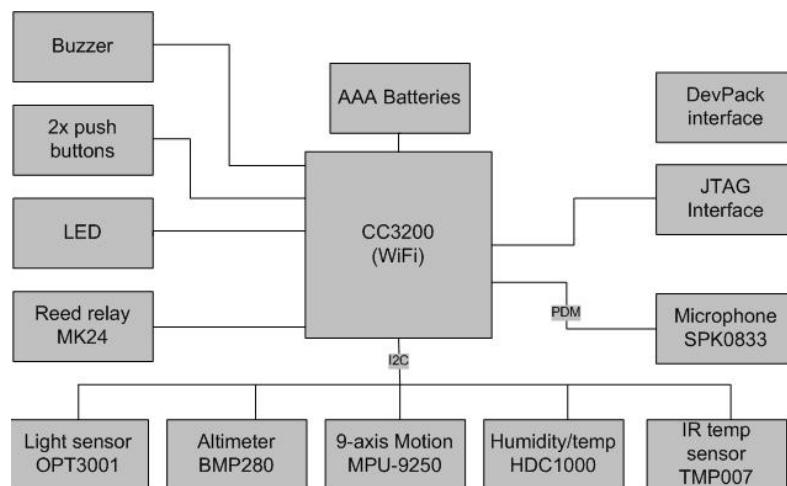 Buzzer
AAA Batteries
DevPack
interface
2x push
buttons
JTAG
Interface
LED
CC3200
(WiFi)
Reed relay
MK24
PDM
Microphone
SPK0833
I2C
Light sensor
OPT3001
Altimeter
BMP280
9-axis Motion
MPU-9250
Humidity/temp
HDC1000
IR temp
sensor
TMP007